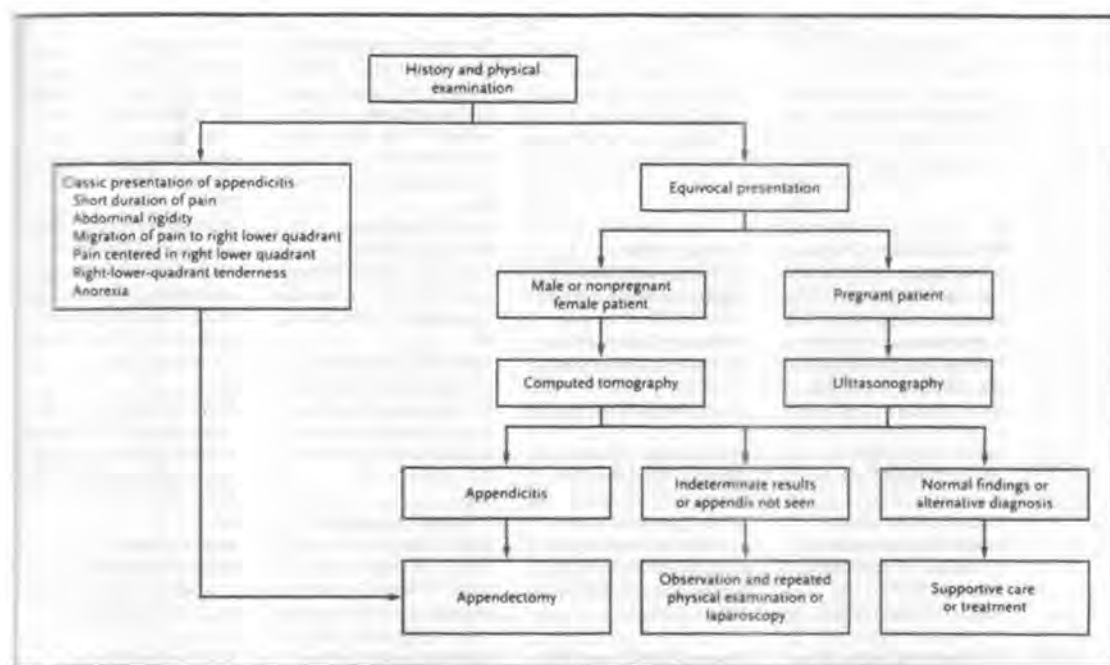 History and physical
examination
Classic presentation of appendicitis
Short duration of pain
Abdominal rigidity
Migration of pain to right lower quadrant
Pain centered in right lower quadrant
Right-lower-quadrant tenderness
Anorexia
Equivocal presentation
Male or nonpregnant
female patient
Pregnant patient
Computed tomography
Ultrasonography
Appendicitis
Indeterminate results
or appendix not seen
Normal findings or
alternative diagnosis
Appendectomy
Observation and repeated
physical examination or
laparoscopy
Supportive care
or treatment